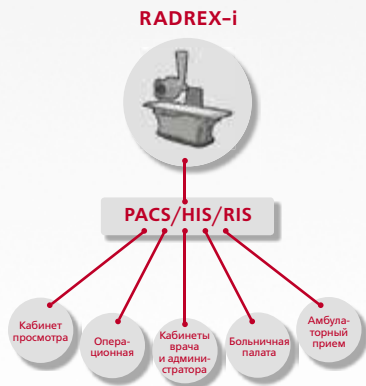 RADREX-i
PACS/HIS/RIS
Кабинет
просмотра
Опера-
ционная
Кабинеты
врача
и админи-
стратора
Больничная
палата
Амбула-
торный
прием